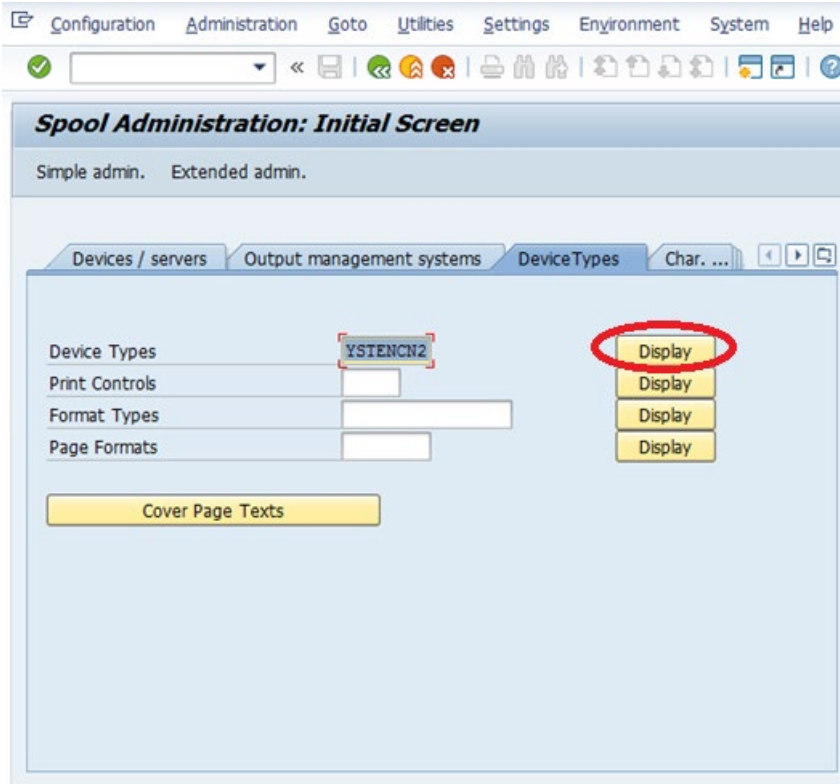 Configuration Administration Goto Utilities Settings Environment System Help
Spool Administration: Initial Screen
Simple admin. Extended admin.
Devices / servers Output management systems DeviceTypes Char. ...
Device Types YSTENCN2 Display
Print Controls Display
Format Types Display
Page Formats Display
Cover Page Texts